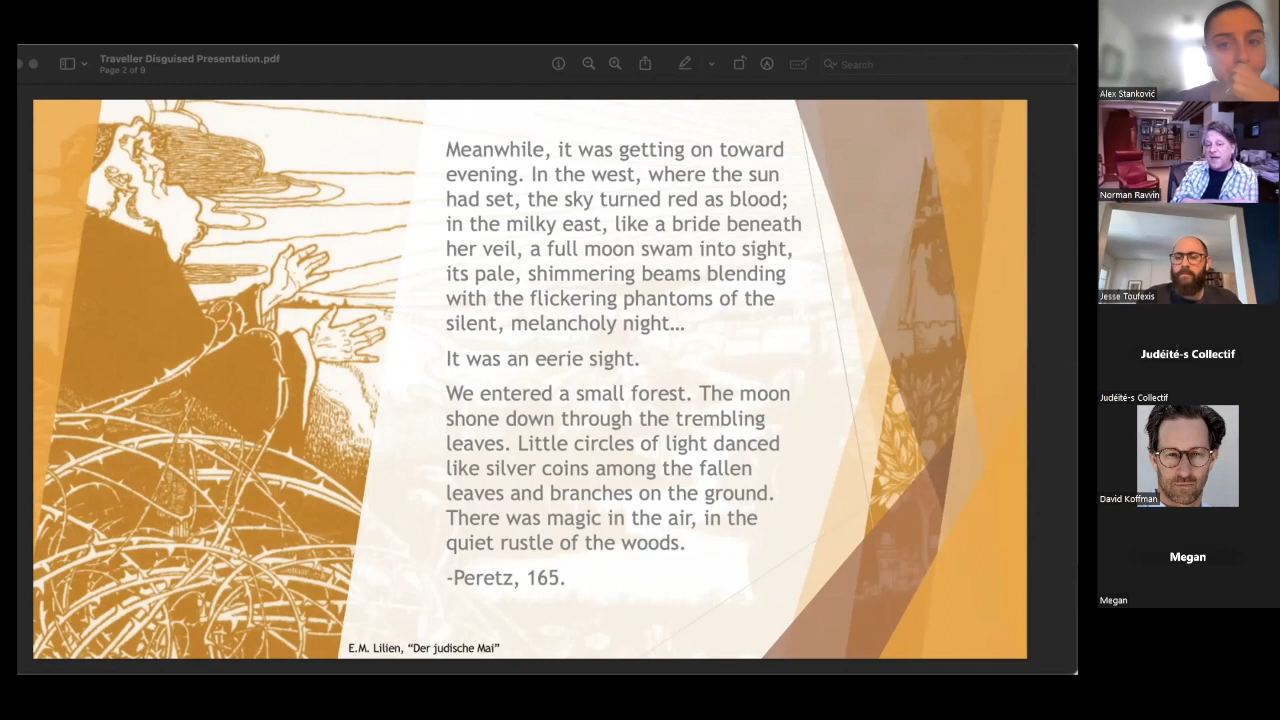 Traveller Disguised Presentation.pdf
Page 2 of 9
Search
Meanwhile, it was getting on toward
evening. In the west, where the sun
had set, the sky turned red as blood;
in the milky east, like a bride beneath
her veil, a full moon swam into sight,
its pale, shimmering beams blending
with the flickering phantoms of the
silent, melancholy night…
It was an eerie sight.
We entered a small forest. The moon
shone down through the trembling
leaves. Little circles of light danced
like silver coins among the fallen
leaves and branches on the ground.
There was magic in the air, in the
quiet rustle of the woods.
-Peretz, 165.
E.M. Lilien, “Der judische Mai”
Alex Stanković
Norman Ravvin
Jesse Toufexis
Judéité-s Collectif
Judéité-s Collectif
David Koffman
Megan
Megan